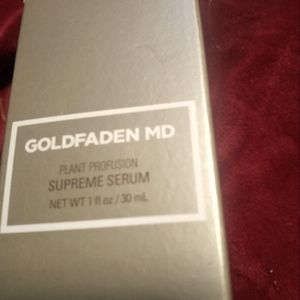 GOLDFADEN MD
PLANT PROFUSION
SUPREME SERUM
NET WT 1 fl oz / 30 mL